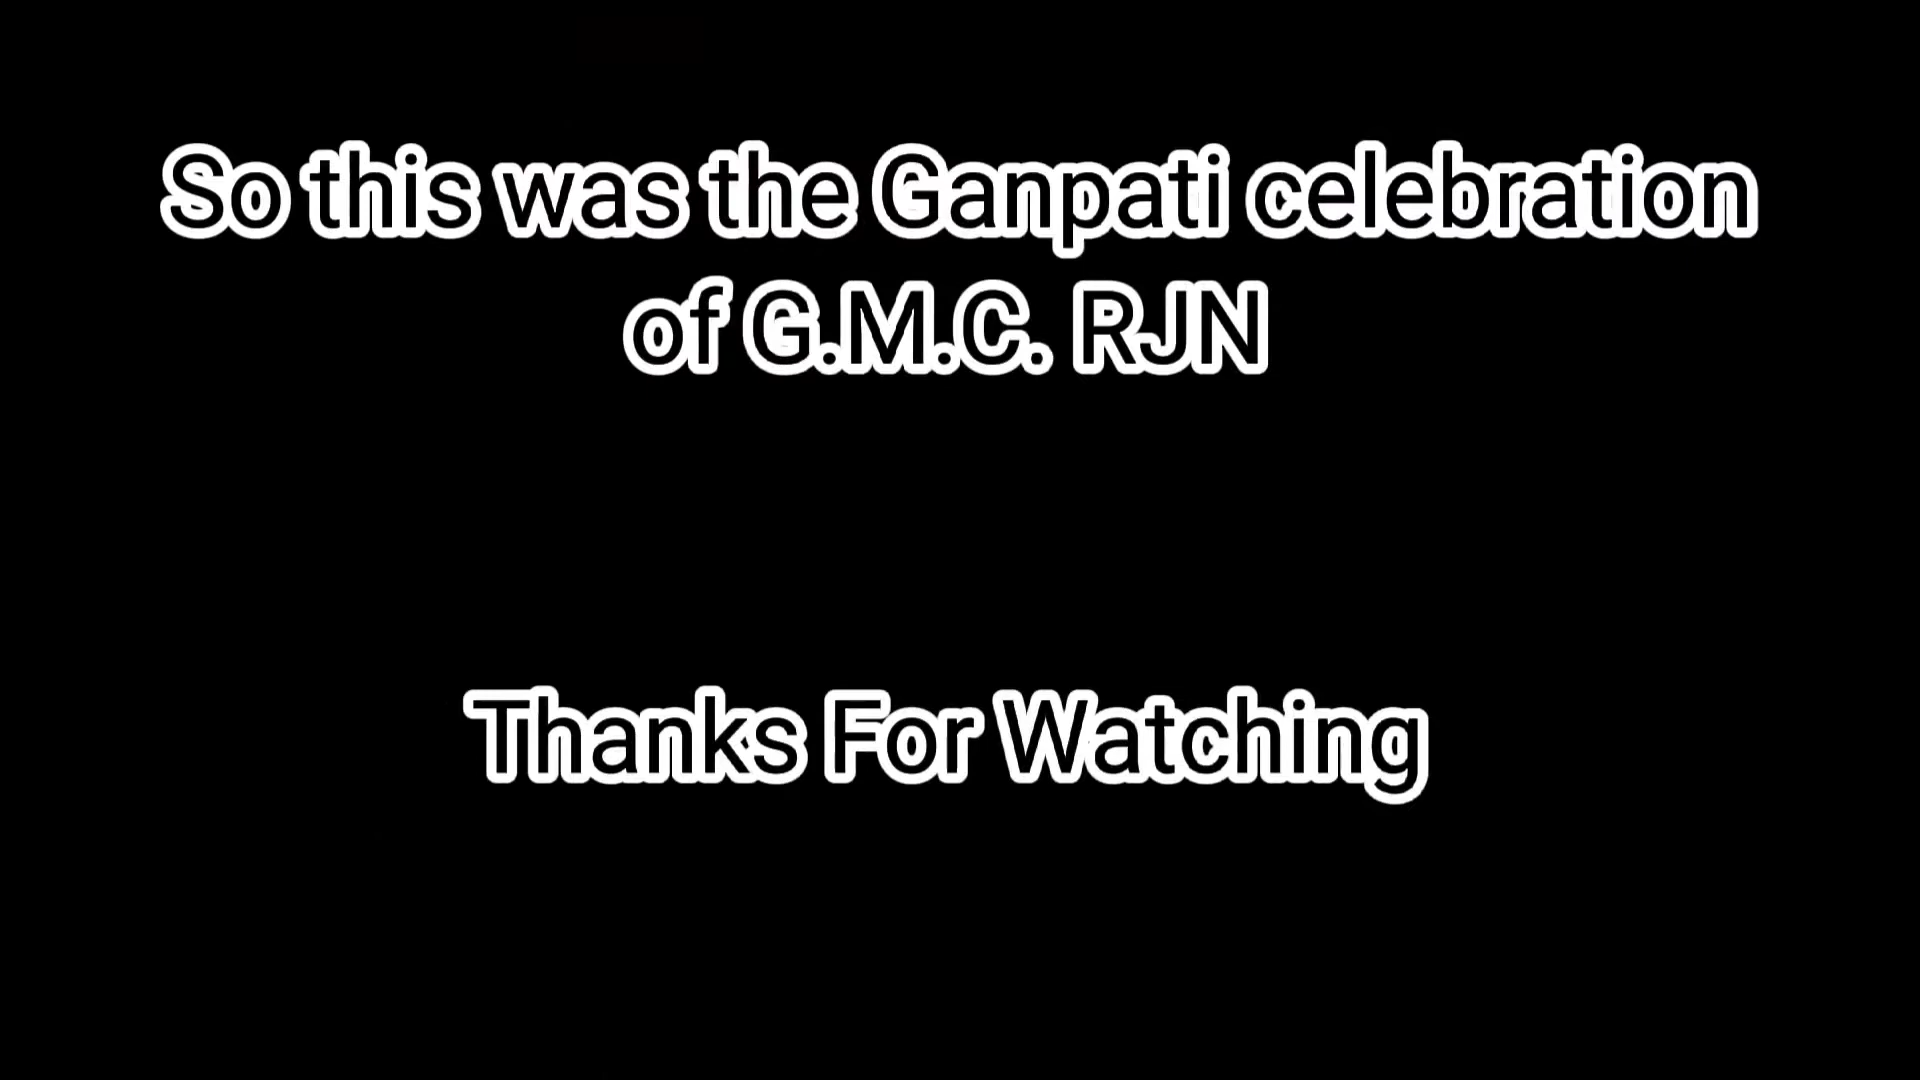 So this was the Ganpati celebration
of G.M.C. RJN
Thanks For Watching